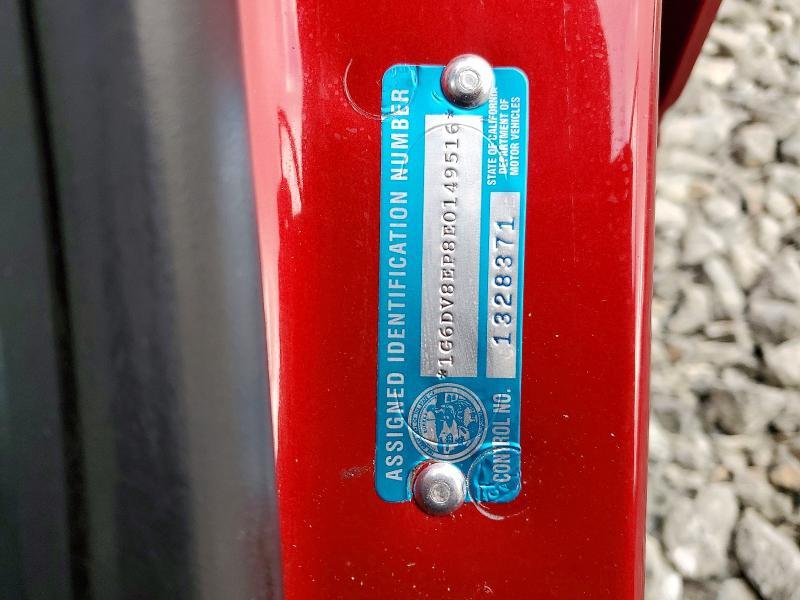 ASSIGNED IDENTIFICATION NUMBER
*1G6DV8EP8E0149516*
STATE OF CALIFORNIA
DEPARTMENT OF
MOTOR VEHICLES
CONTROL NO.
1328371